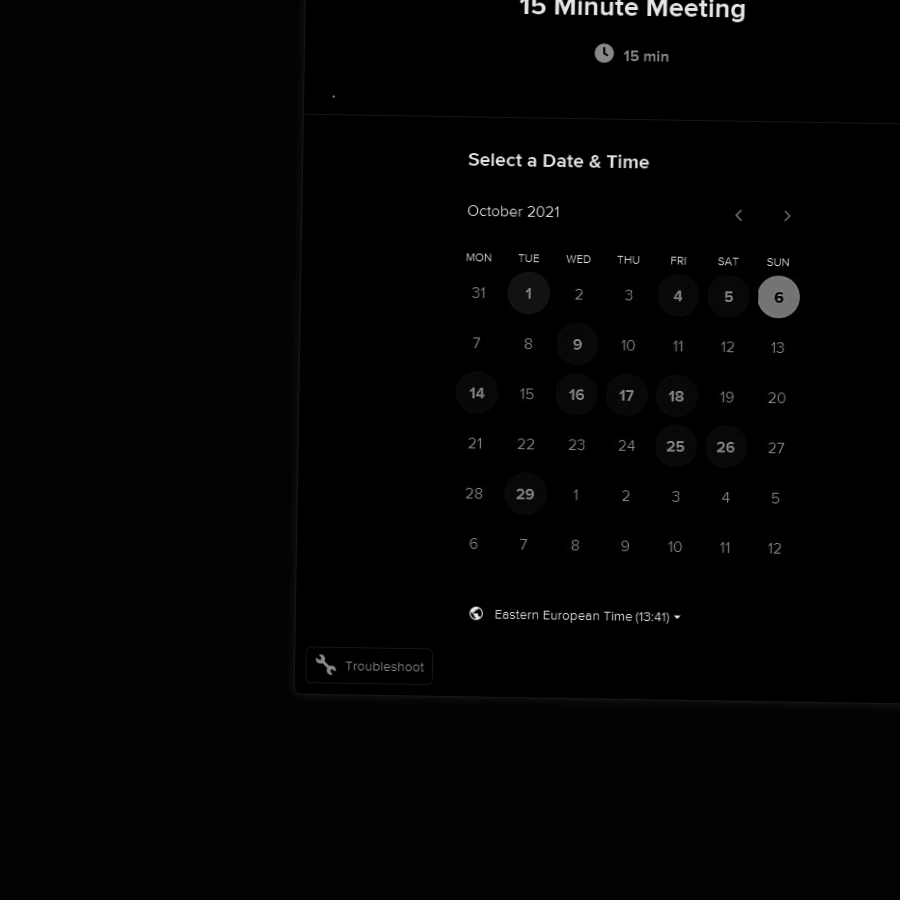 15 Minute Meeting
15 min
.
Select a Date & Time
October 2021
MON TUE WED THU FRI SAT SUN
31 1 2 3 4 5 6
7 8 9 10 11 12 13
14 15 16 17 18 19 20
21 22 23 24 25 26 27
28 29 1 2 3 4 5
6 7 8 9 10 11 12
Eastern European Time (13:41)
Troubleshoot